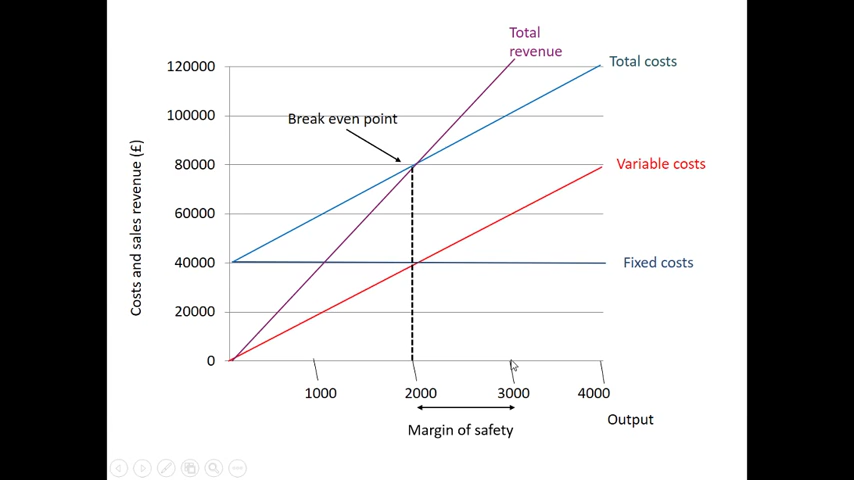 Total
revenue
Total costs
120000
100000
Break even point
80000
Variable costs
60000
Costs and sales revenue (£)
40000
Fixed costs
20000
0
1000
2000
3000
4000
Output
Margin of safety